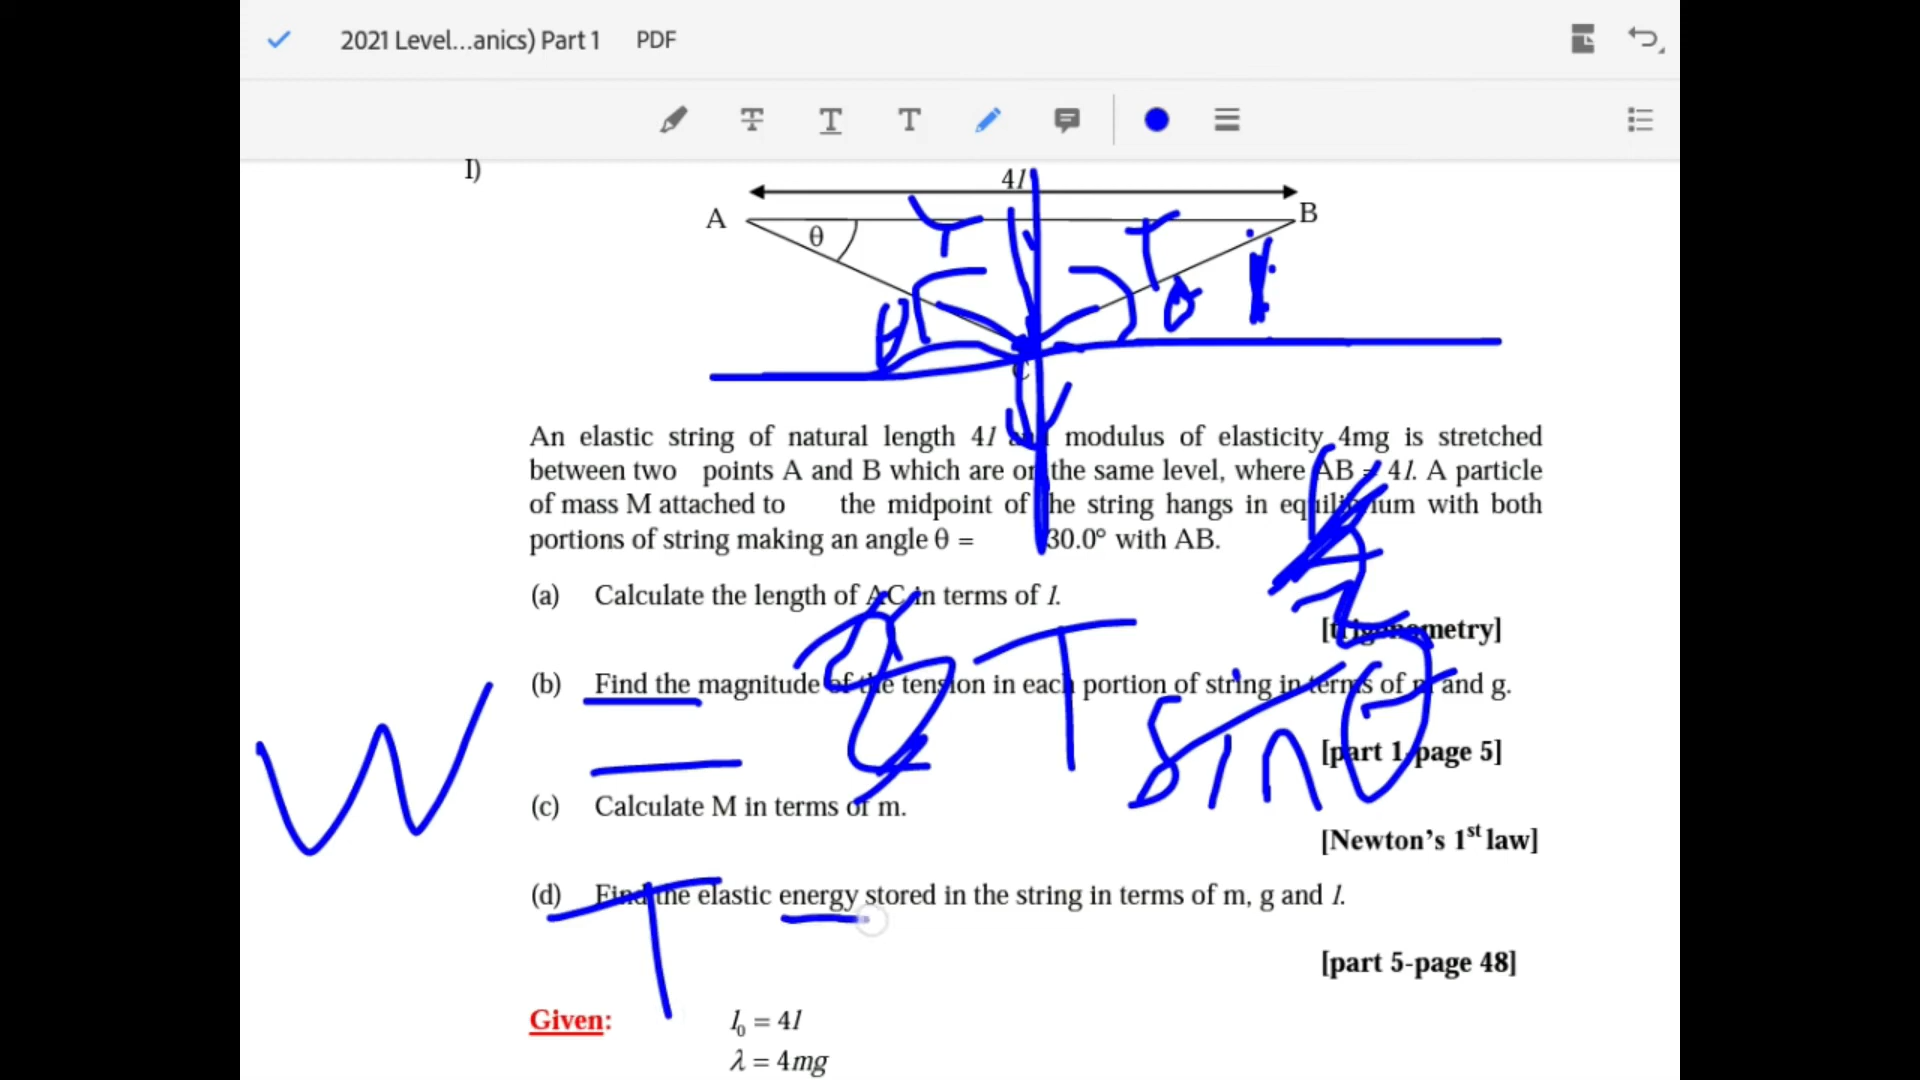 2021 Level...anics) Part 1 PDF
I)
4l
A
B
θ
T
T
θ
θ
C
An elastic string of natural length 4l and modulus of elasticity 4mg is stretched
between two points A and B which are on the same level, where AB = 4l. A particle
of mass M attached to the midpoint of the string hangs in equilibrium with both
portions of string making an angle θ = 30.0° with AB.
(a) Calculate the length of AC in terms of l.
[trigonometry]
(b) Find the magnitude of the tension in each portion of string in terms of m and g.
[part 1-page 5]
W T sin θ
(c) Calculate M in terms of m.
[Newton's 1st law]
(d) Find the elastic energy stored in the string in terms of m, g and l.
T
[part 5-page 48]
Given: l₀ = 4l
λ = 4mg